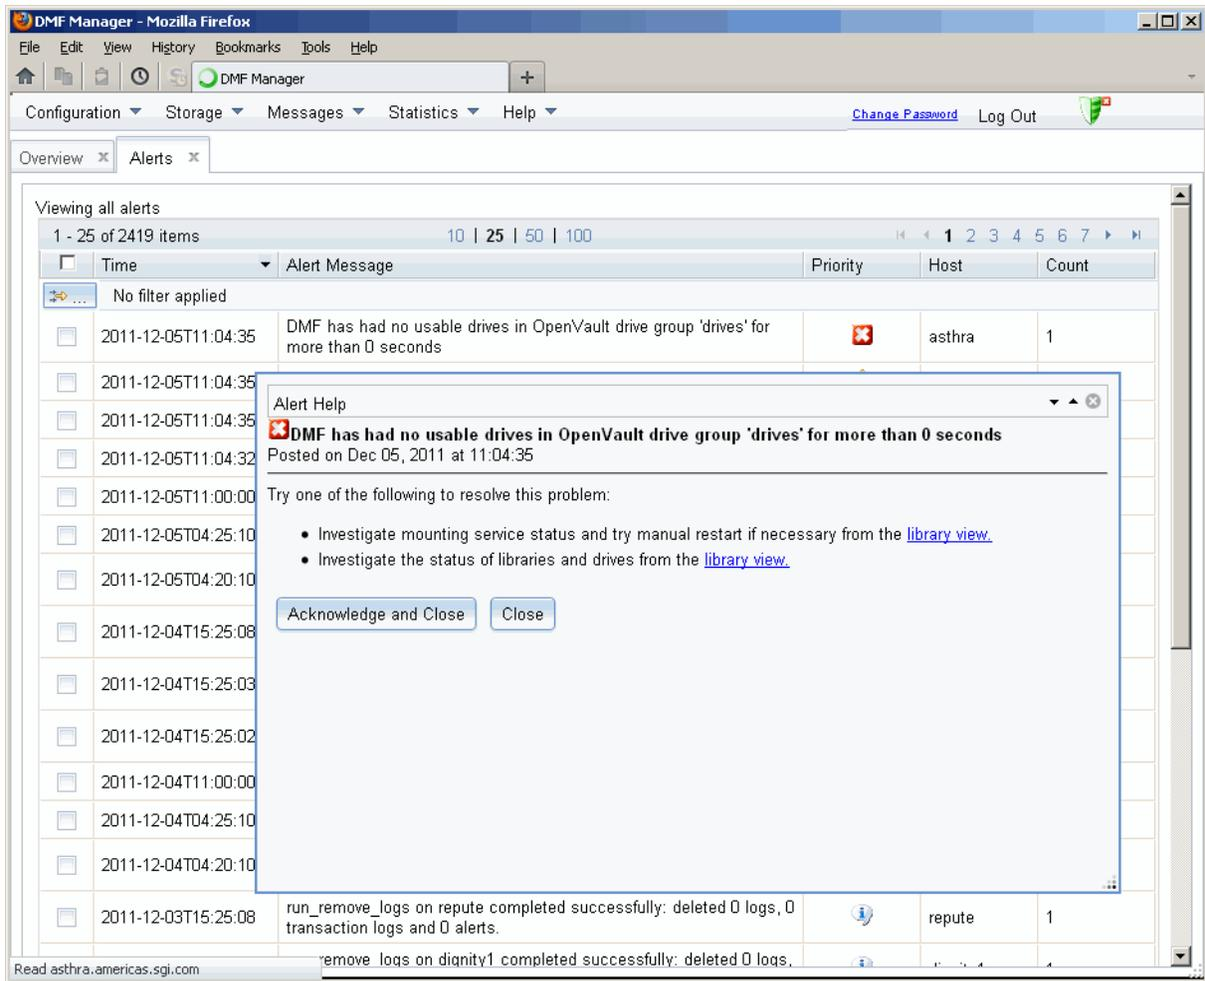 DMF Manager - Mozilla Firefox
File Edit View History Bookmarks Tools Help
DMF Manager
Configuration Storage Messages Statistics Help Change Password Log Out
Overview Alerts
Viewing all alerts
1 - 25 of 2419 items 10 | 25 | 50 | 100 1 2 3 4 5 6 7
Time Alert Message Priority Host Count
... No filter applied
2011-12-05T11:04:35 DMF has had no usable drives in OpenVault drive group 'drives' for asthra 1
more than 0 seconds
2011-12-05T11:04:35
2011-12-05T11:04:35
2011-12-05T11:04:32
2011-12-05T11:00:00
2011-12-05T04:25:10
2011-12-05T04:20:10
2011-12-04T15:25:08
2011-12-04T15:25:03
2011-12-04T15:25:02
2011-12-04T11:00:00
2011-12-04T04:25:10
2011-12-04T04:20:10
Alert Help
DMF has had no usable drives in OpenVault drive group 'drives' for more than 0 seconds
Posted on Dec 05, 2011 at 11:04:35
Try one of the following to resolve this problem:
• Investigate mounting service status and try manual restart if necessary from the library view.
• Investigate the status of libraries and drives from the library view.
Acknowledge and Close Close
2011-12-03T15:25:08 run_remove_logs on repute completed successfully: deleted 0 logs, 0 repute 1
transaction logs and 0 alerts.
remove_logs on dignity1 completed successfully: deleted 0 logs,
Read asthra.americas.sgi.com